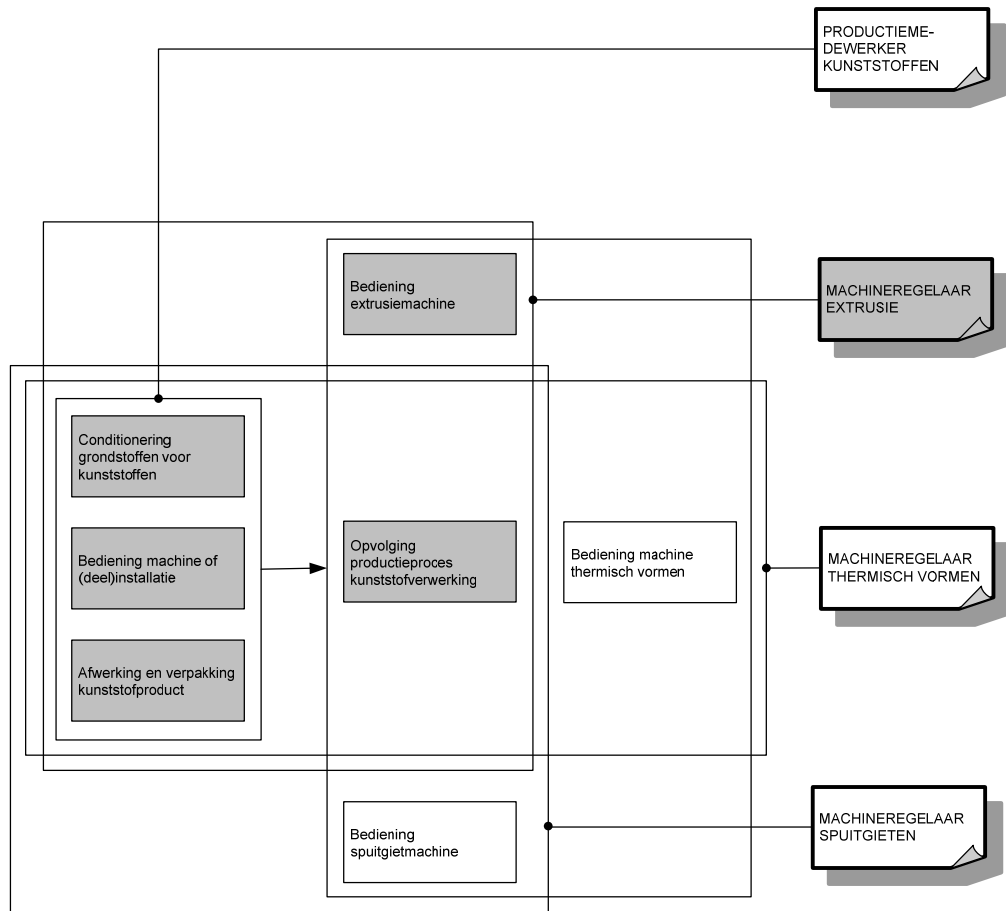 PRODUCTIEME-
DEWERKER
KUNSTSTOFFEN
Bediening
extrusiemachine
MACHINEREGELAAR
EXTRUSIE
Conditionering
grondstoffen voor
kunststoffen
Bediening machine of
(deel)installatie
Afwerking en verpakking
kunstofproduct
Opvolging
productieproces
kunststofverwerking
Bediening machine
thermisch vormen
MACHINEREGELAAR
THERMISCH VORMEN
Bediening
spuitgietmachine
MACHINEREGELAAR
SPUITGIETEN